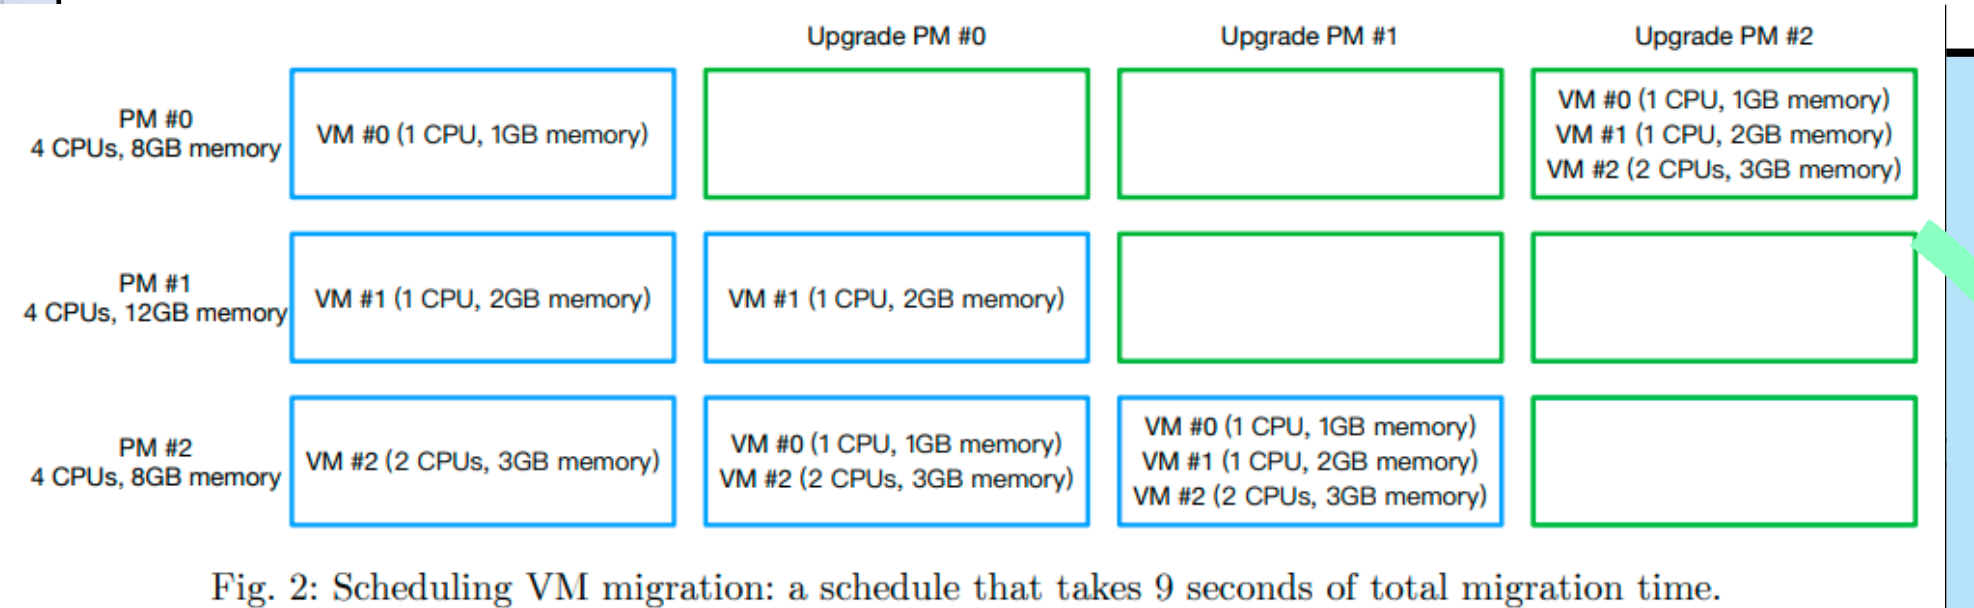 Upgrade PM #0
Upgrade PM #1
Upgrade PM #2
PM #0
4 CPUs, 8GB memory
VM #0 (1 CPU, 1GB memory)
VM #0 (1 CPU, 1GB memory)
VM #1 (1 CPU, 2GB memory)
VM #2 (2 CPUs, 3GB memory)
PM #1
4 CPUs, 12GB memory
VM #1 (1 CPU, 2GB memory)
VM #1 (1 CPU, 2GB memory)
PM #2
4 CPUs, 8GB memory
VM #2 (2 CPUs, 3GB memory)
VM #0 (1 CPU, 1GB memory)
VM #2 (2 CPUs, 3GB memory)
VM #0 (1 CPU, 1GB memory)
VM #1 (1 CPU, 2GB memory)
VM #2 (2 CPUs, 3GB memory)
Fig. 2: Scheduling VM migration: a schedule that takes 9 seconds of total migration time.